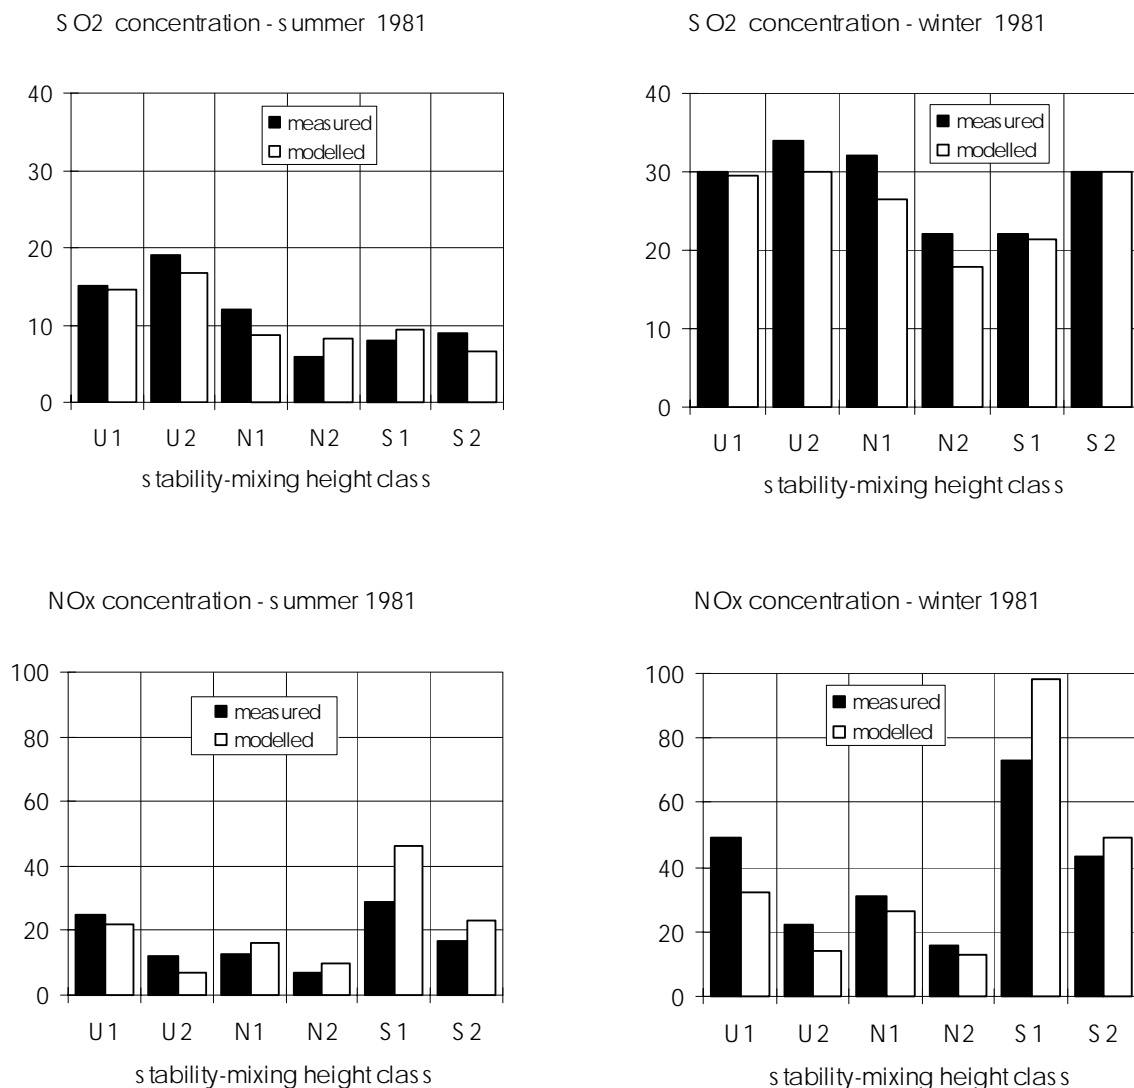 SO2 concentration - summer 1981
40
30
20
10
0
measured
modelled
U1 U2 N1 N2 S1 S2
stability-mixing height class
SO2 concentration - winter 1981
40
30
20
10
0
measured
modelled
U1 U2 N1 N2 S1 S2
stability-mixing height class
NOx concentration - summer 1981
100
80
60
40
20
0
measured
modelled
U1 U2 N1 N2 S1 S2
stability-mixing height class
NOx concentration - winter 1981
100
80
60
40
20
0
measured
modelled
U1 U2 N1 N2 S1 S2
stability-mixing height class